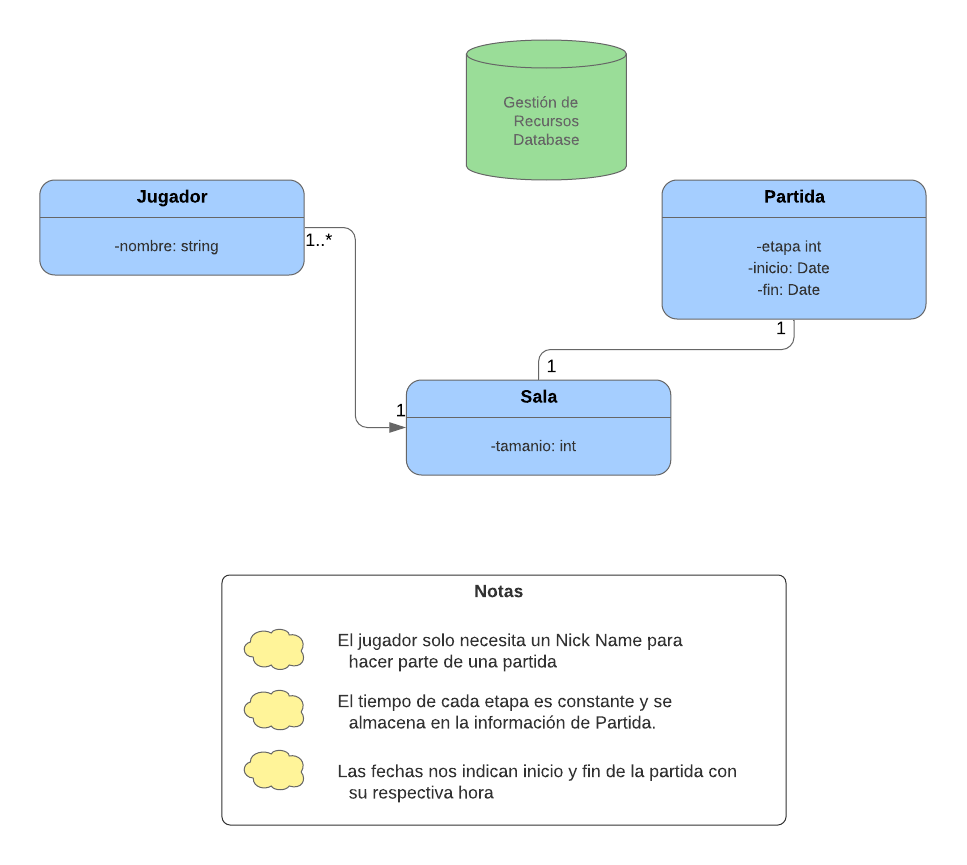 Gestión de
Recursos
Database
Jugador
-nombre: string
Partida
-etapa int
-inicio: Date
-fin: Date
1..*
1
1
1
Sala
-tamanio: int
Notas
El jugador solo necesita un Nick Name para
hacer parte de una partida
El tiempo de cada etapa es constante y se
almacena en la información de Partida.
Las fechas nos indican inicio y fin de la partida con
su respectiva hora